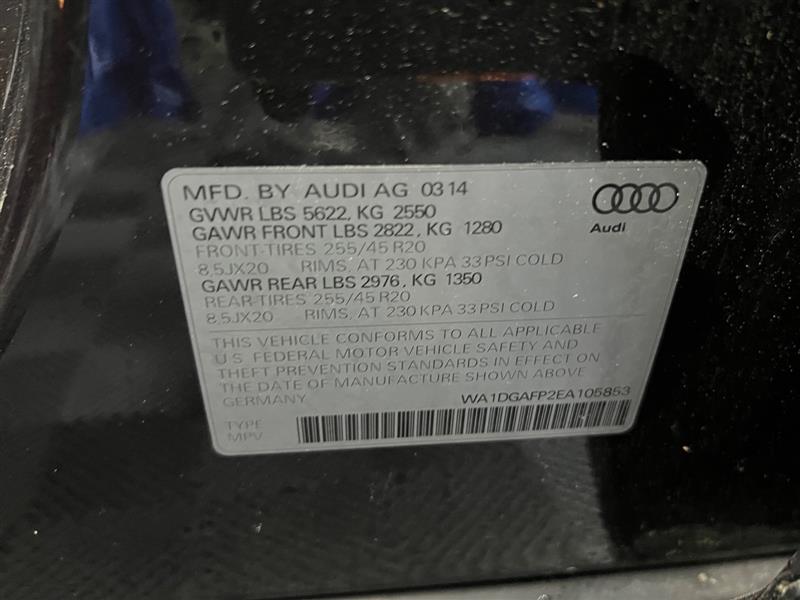 MFD. BY AUDI AG 03 14
GVWR LBS 5622, KG 2550
GAWR FRONT LBS 2822, KG 1280
FRONT-TIRES 255/45 R20
8,5JX20 RIMS, AT 230 KPA 33 PSI COLD
GAWR REAR LBS 2976, KG 1350
REAR-TIRES 255/45 R20
8,5JX20 RIMS, AT 230 KPA 33 PSI COLD
Audi
THIS VEHICLE CONFORMS TO ALL APPLICABLE
U.S. FEDERAL MOTOR VEHICLE SAFETY AND
THEFT PREVENTION STANDARDS IN EFFECT ON
THE DATE OF MANUFACTURE SHOWN ABOVE
GERMANY WA1DGAFP2EA105853
TYPE
MPV